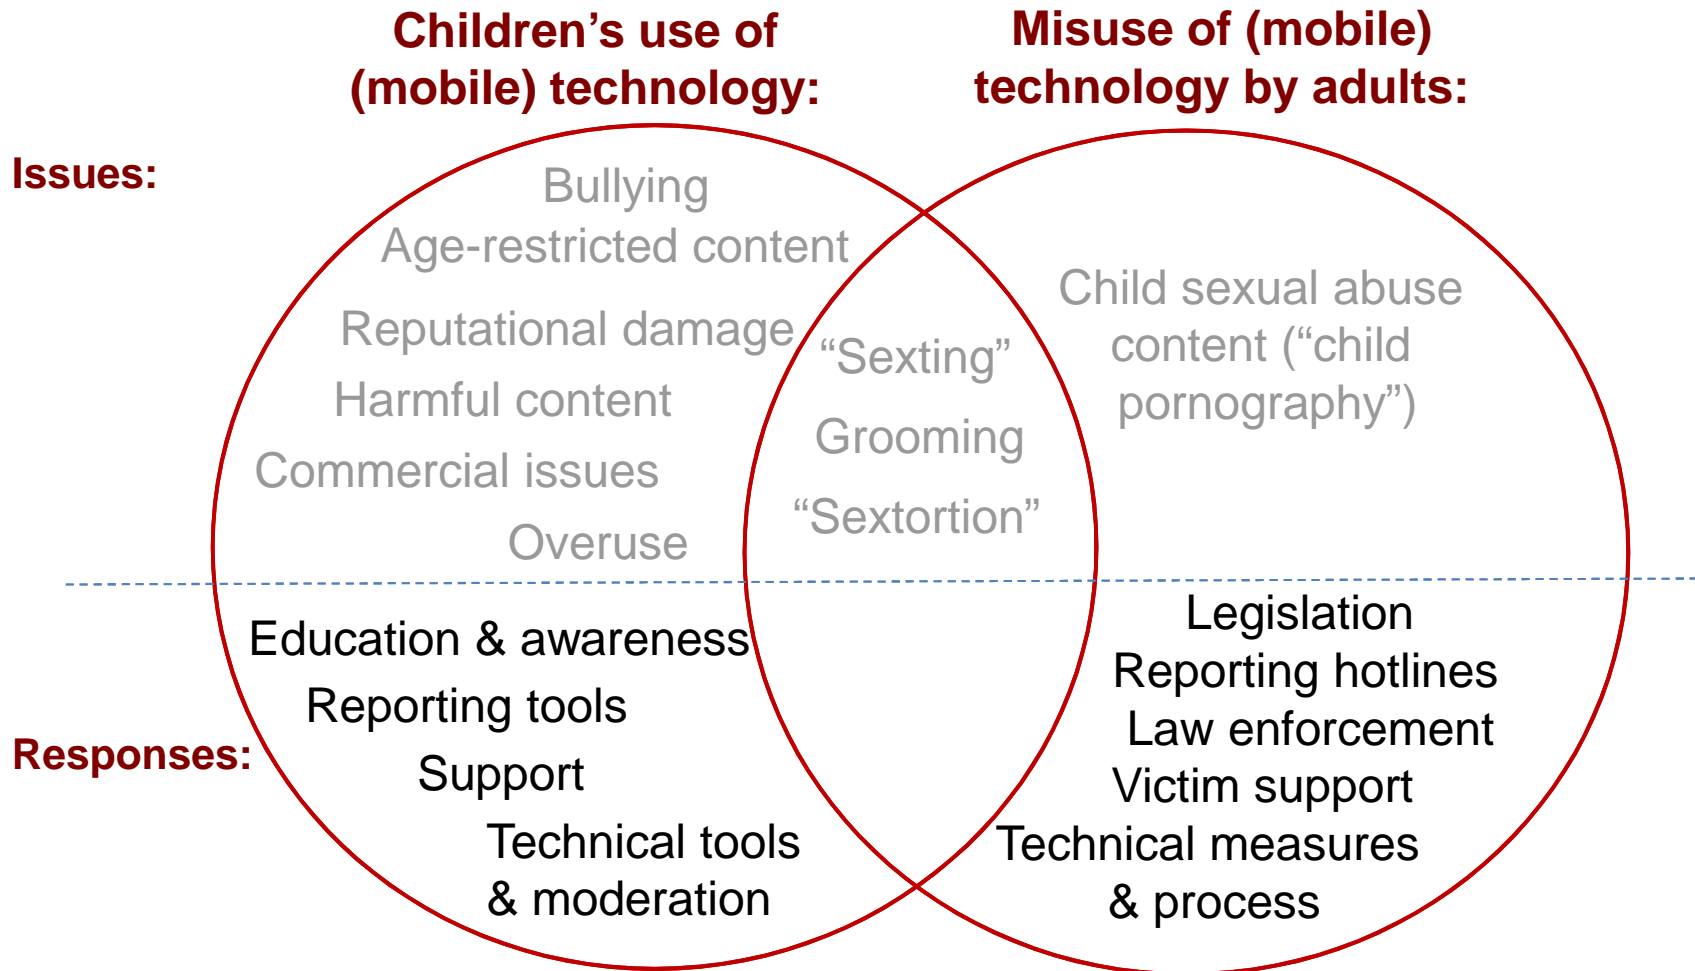 Children’s use of
(mobile) technology:
Misuse of (mobile)
technology by adults:
Issues:
Bullying
Age-restricted content
Reputational damage
Harmful content
Commercial issues
Overuse
“Sexting”
Grooming
“Sextortion”
Child sexual abuse
content (“child
pornography”)
Responses:
Education & awareness
Reporting tools
Support
Technical tools
& moderation
Legislation
Reporting hotlines
Law enforcement
Victim support
Technical measures
& process